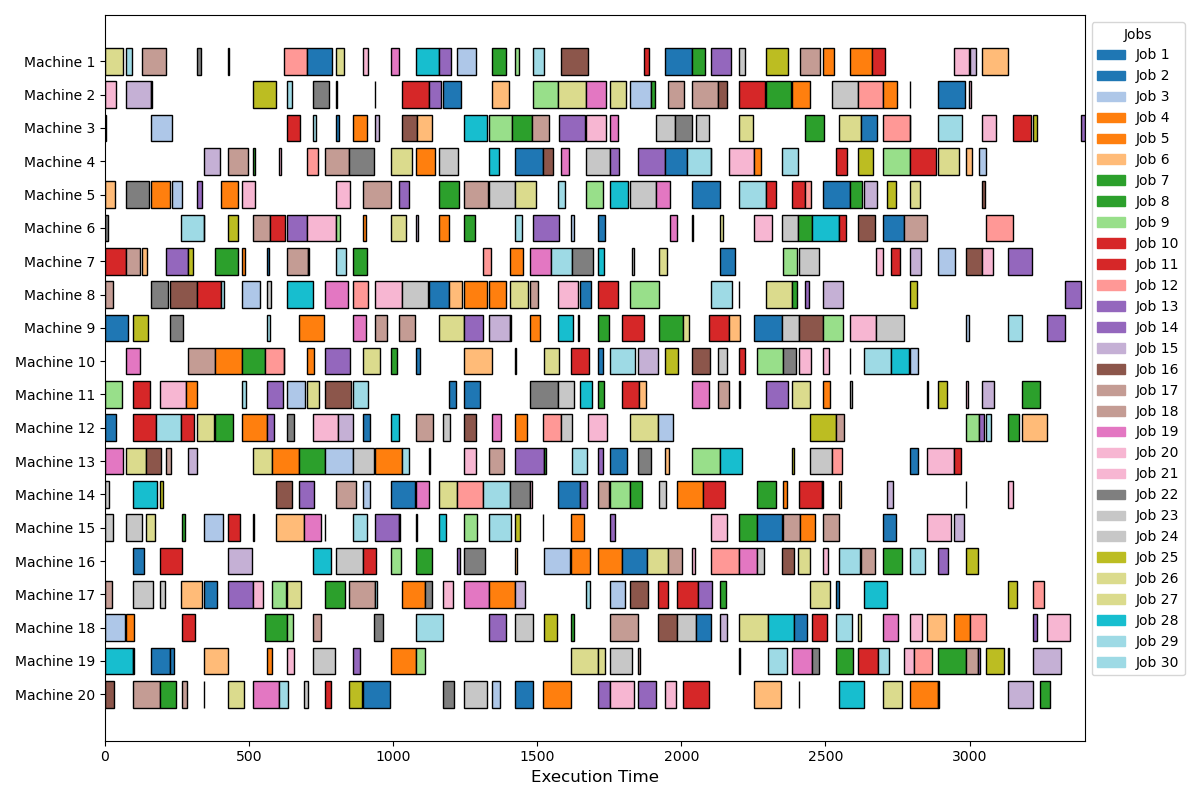 Machine 1
Machine 2
Machine 3
Machine 4
Machine 5
Machine 6
Machine 7
Machine 8
Machine 9
Machine 10
Machine 11
Machine 12
Machine 13
Machine 14
Machine 15
Machine 16
Machine 17
Machine 18
Machine 19
Machine 20
0 500 1000 1500 2000 2500 3000
Execution Time
Jobs
Job 1
Job 2
Job 3
Job 4
Job 5
Job 6
Job 7
Job 8
Job 9
Job 10
Job 11
Job 12
Job 13
Job 14
Job 15
Job 16
Job 17
Job 18
Job 19
Job 20
Job 21
Job 22
Job 23
Job 24
Job 25
Job 26
Job 27
Job 28
Job 29
Job 30